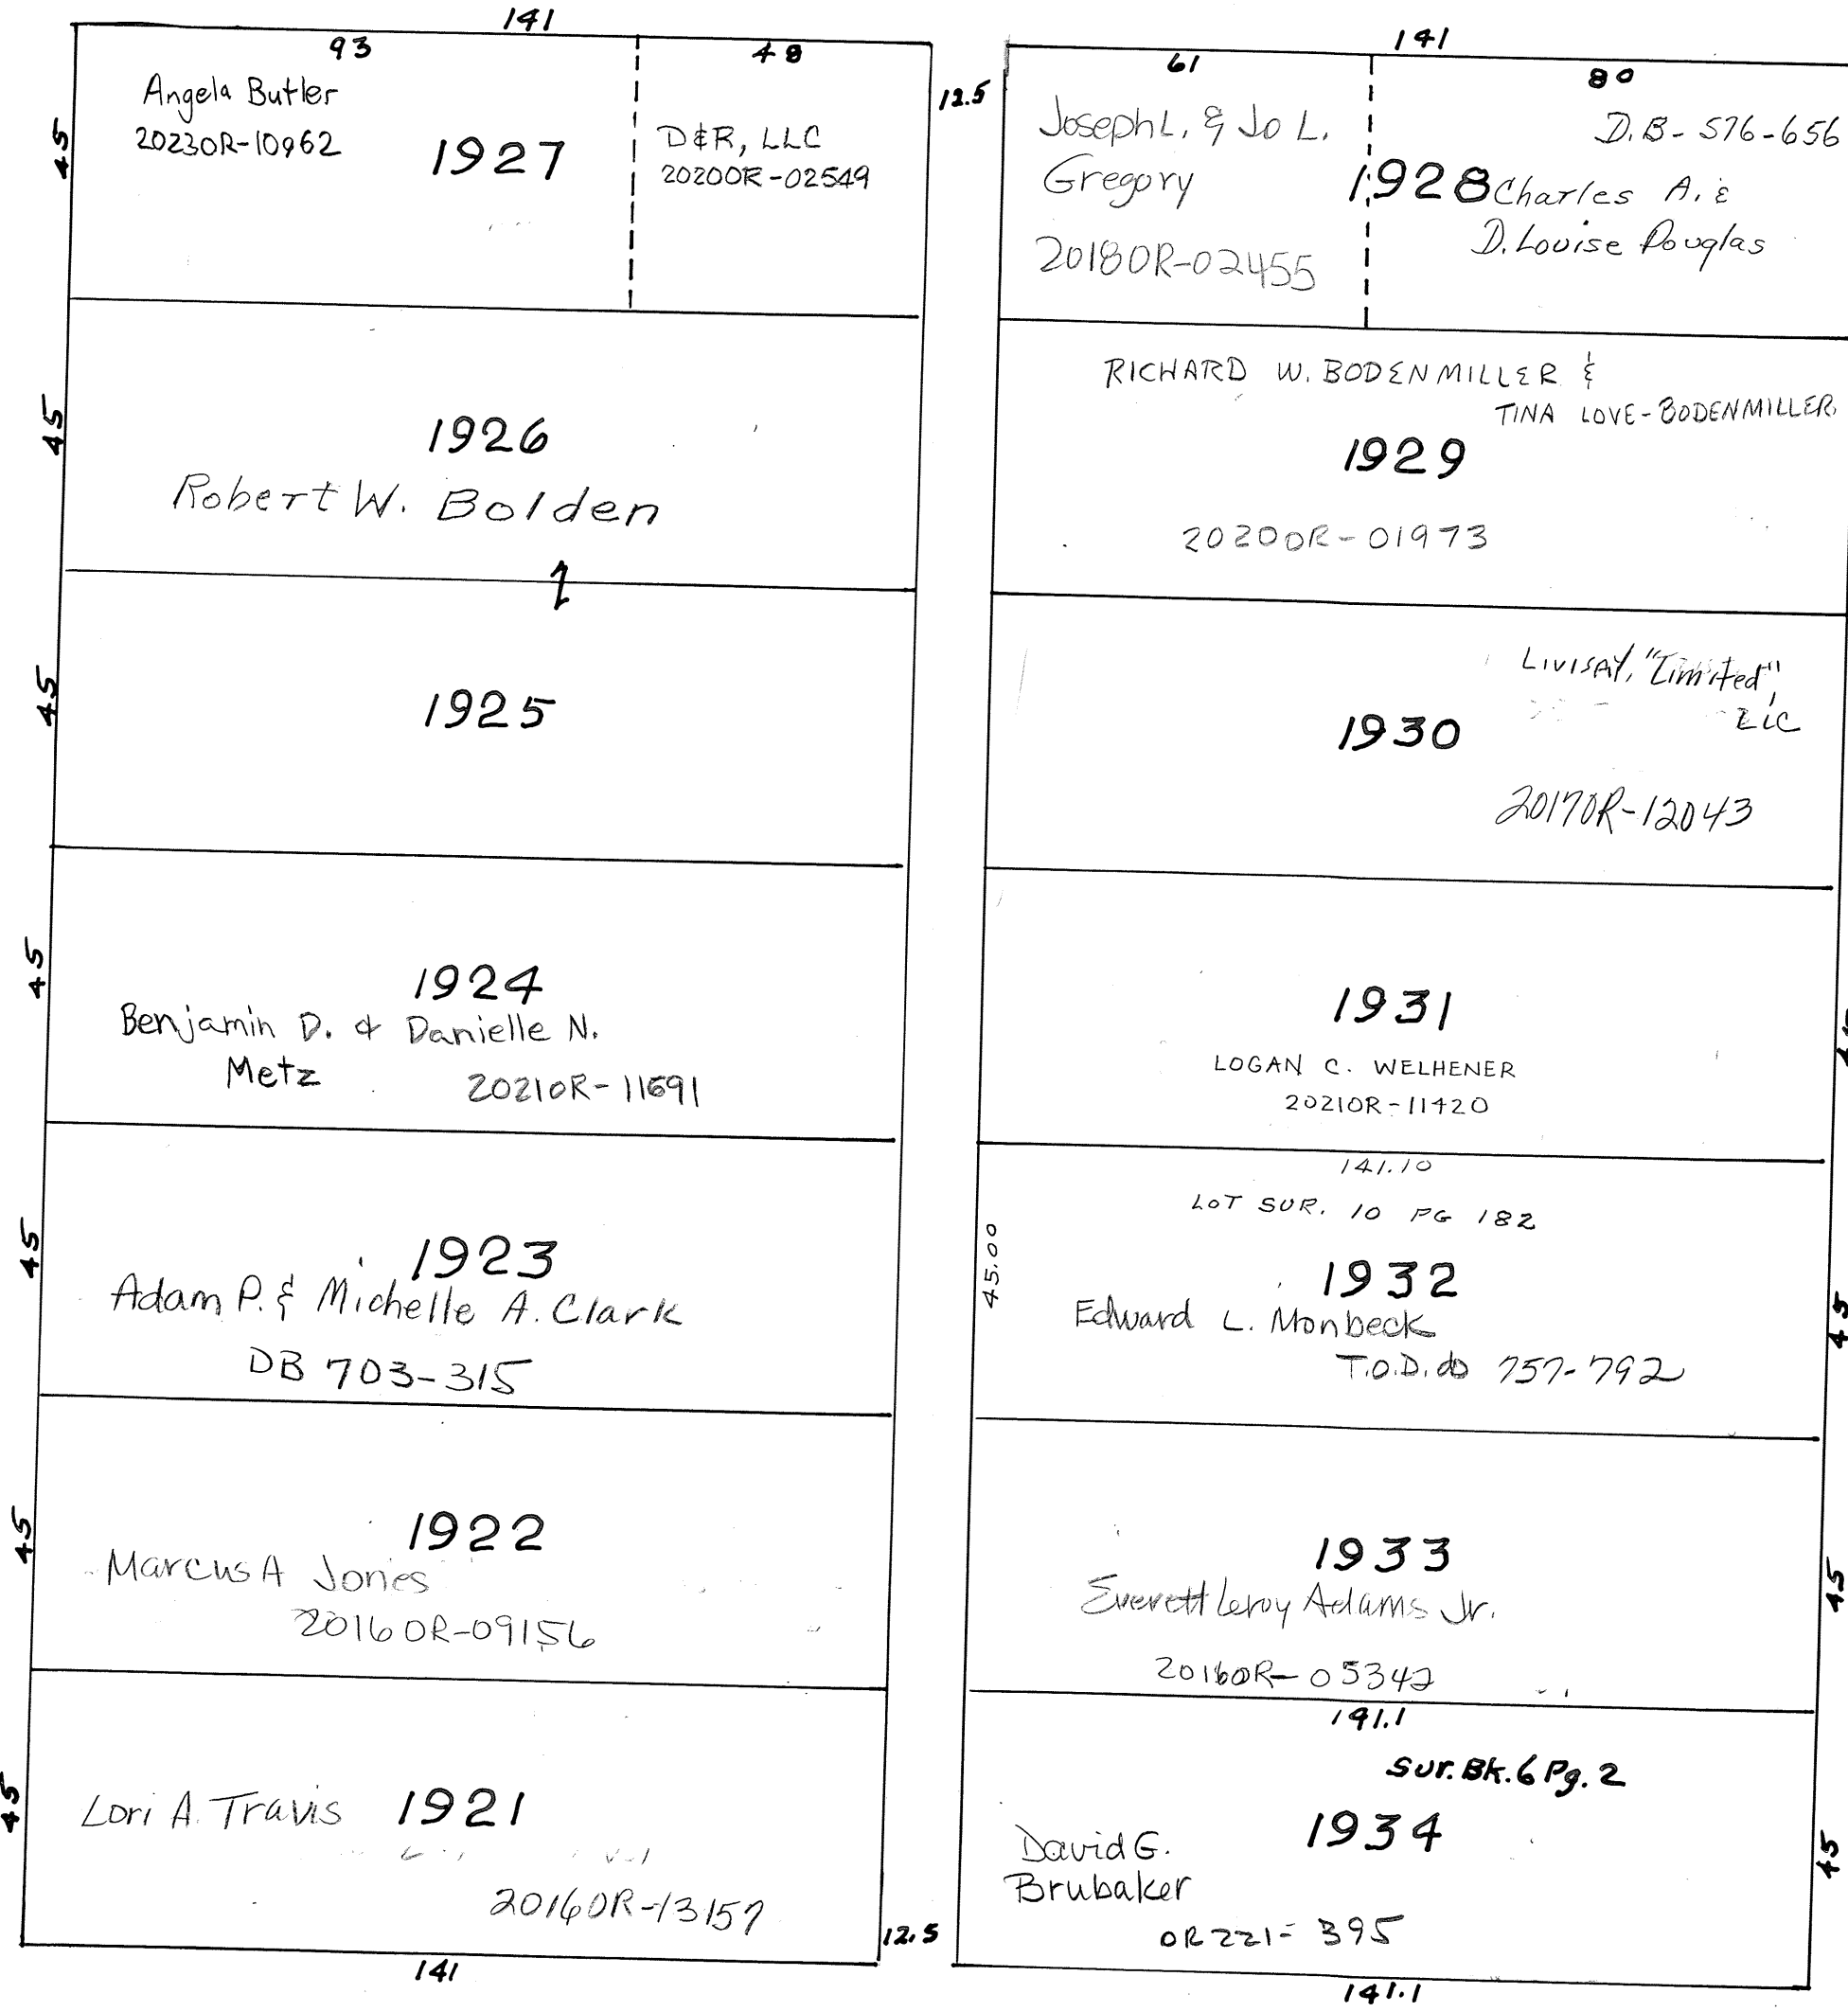 141
93
48
Angela Butler
2023OR-10962
1927
D&R, LLC
2020OR-02549
45
12.5
1926
Robert W. Bolden
45
1925
45
1924
Benjamin D. & Danielle N.
Metz
2021OR-11691
45
1923
Adam P. & Michelle A. Clark
DB 703-315
45
1922
Marcus A Jones
2016OR-09156
45
Lori A. Travis
1921
2016OR-13157
45
12.5
141
141
61
80
Joseph L. & Jo L.
Gregory
2018OR-02455
1928
D.B- 576-656
Charles A. &
D. Louise Douglas
RICHARD W. BODENMILLER &
TINA LOVE-BODENMILLER
1929
2020OR-01973
Livisay, "Limited",
LLC
1930
2017OR-12043
1931
LOGAN C. WELHENER
2021OR-11420
141.10
LOT SUR. 10 PG 182
45.00
1932
Edward L. Monbeck
T.O.D. db 757-792
45
1933
Everett Leroy Adams Jr.
2016OR-05342
45
141.1
Sur. Bk. 6 Pg. 2
1934
David G.
Brubaker
OR 221-395
45
141.1